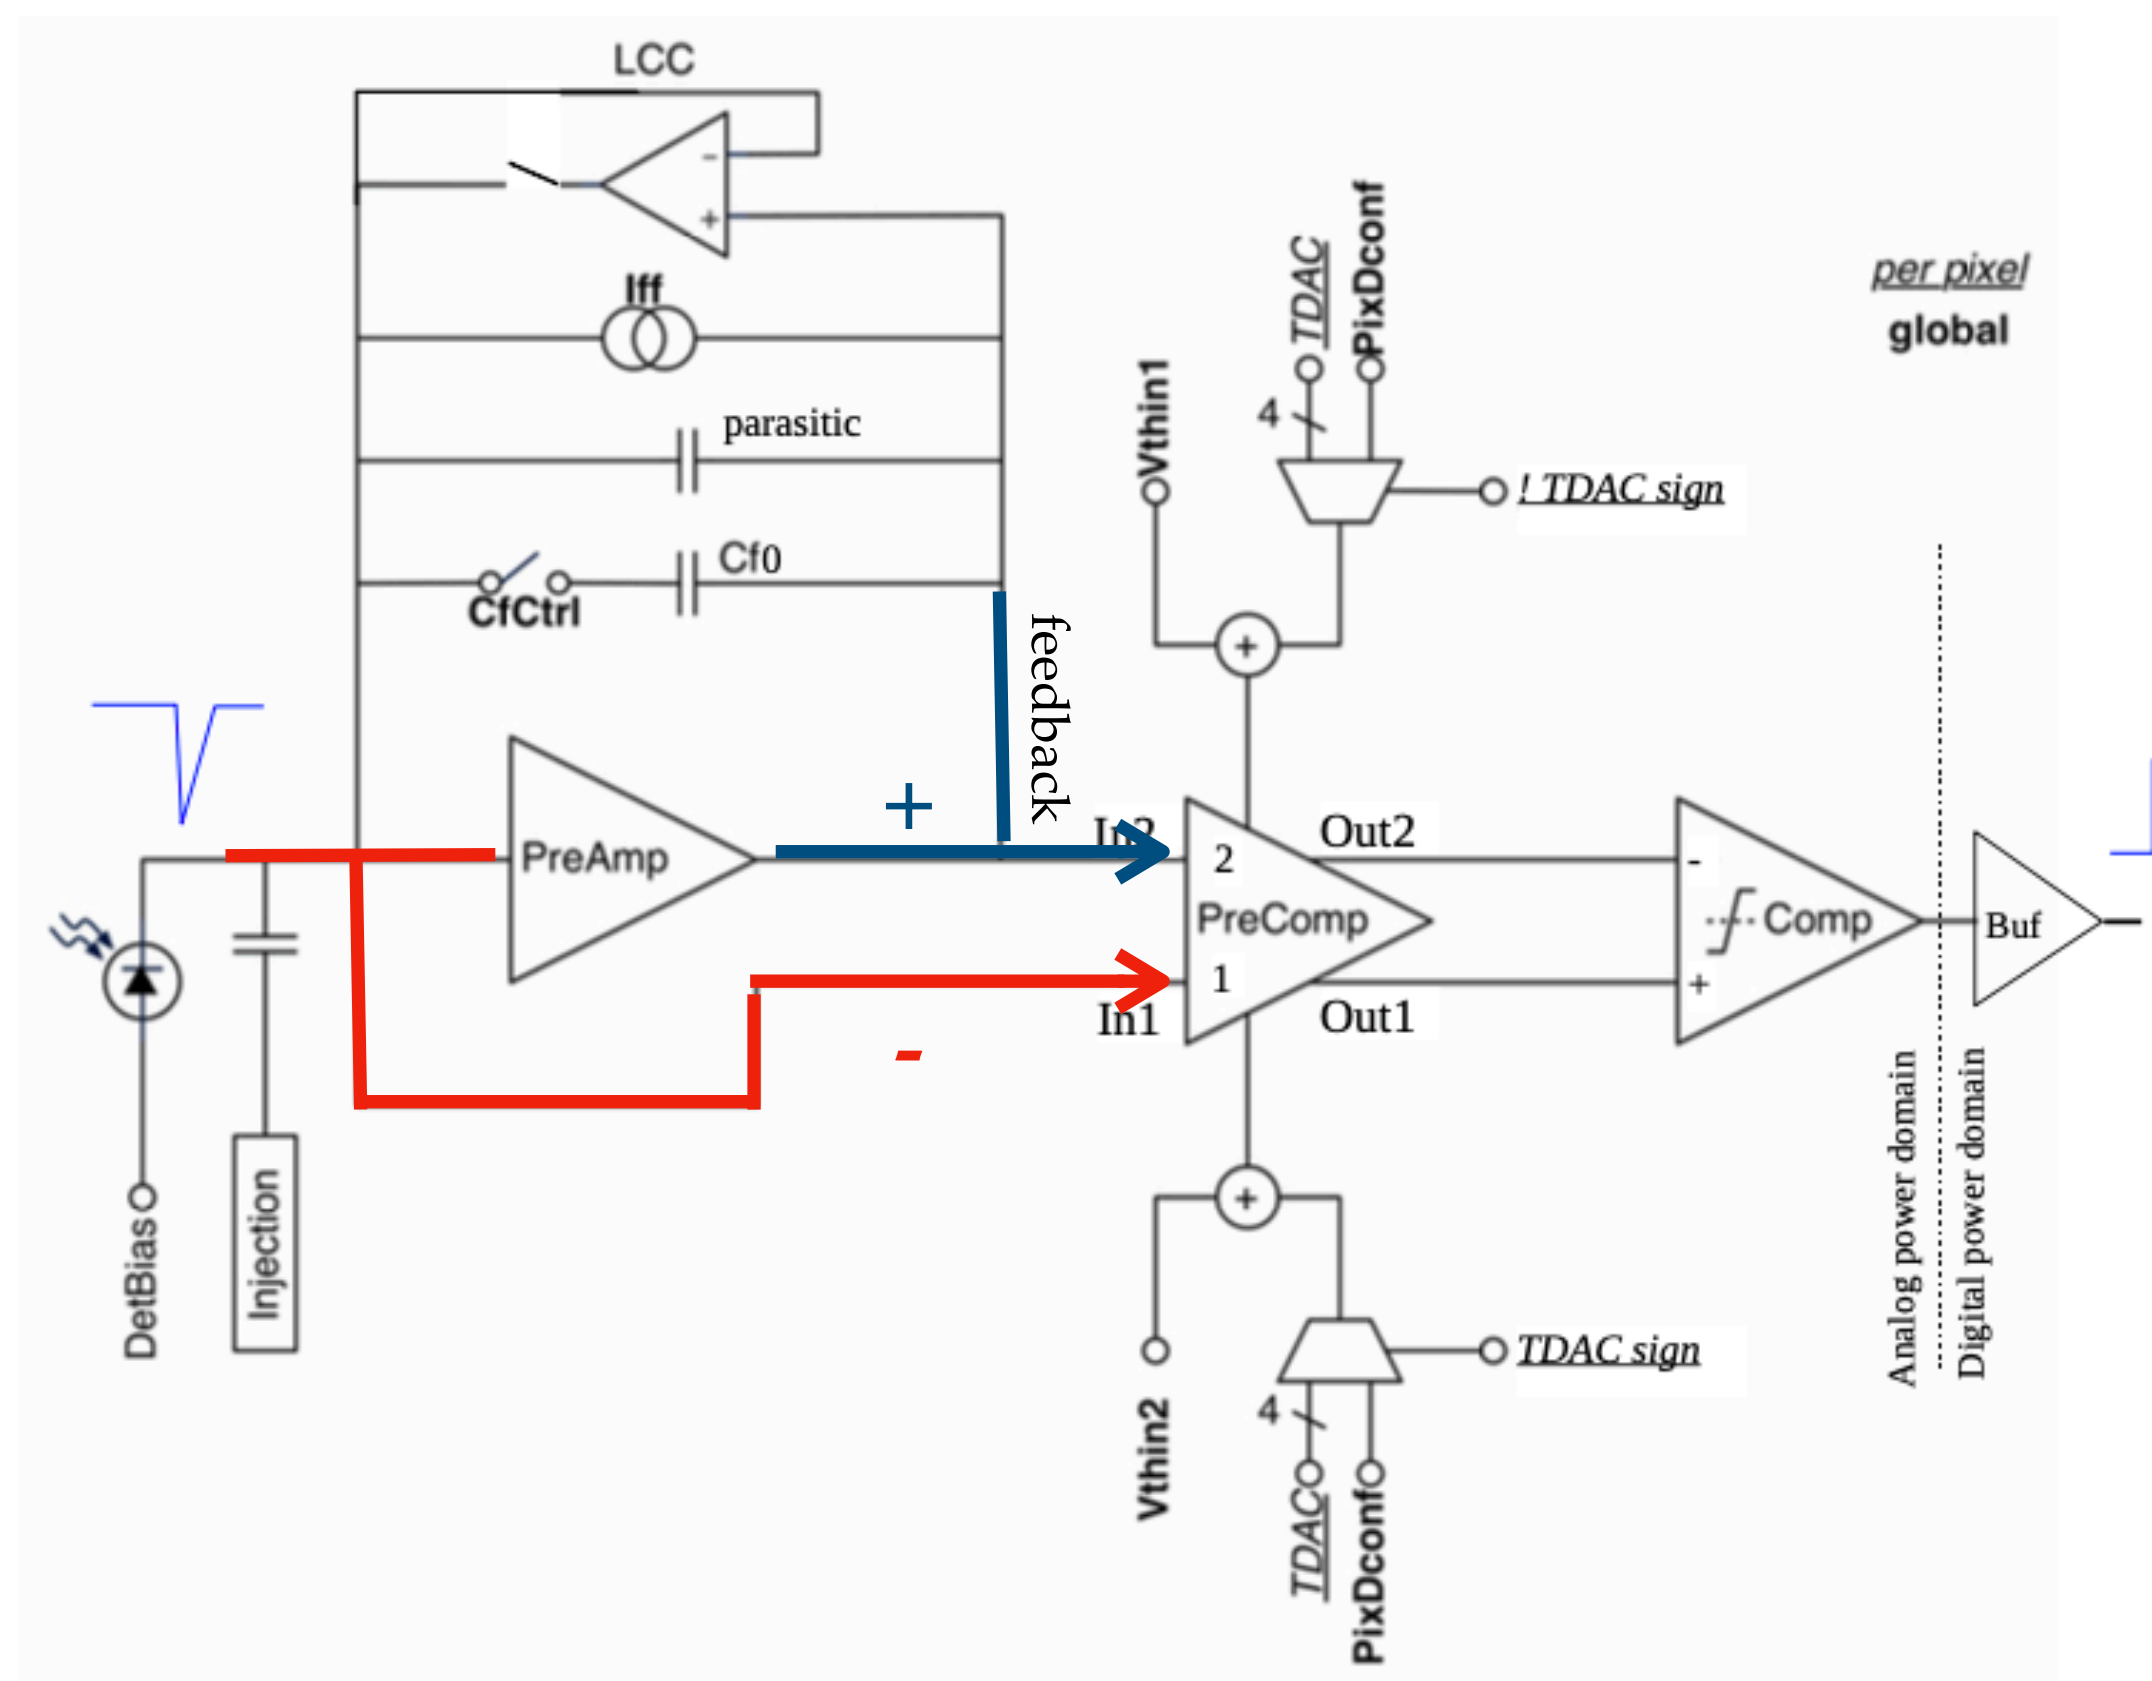 LCC
-
+
Iff
parasitic
Cf0
CfCtrl
feedback
TDAC
PixDconf
per pixel
global
Vthin1
4
! TDAC sign
+
+
In2
Out2
PreAmp
2
-
PreComp
Comp
Buf
1
+
In1
Out1
-
DetBias
Injection
+
Analog power domain
Digital power domain
TDAC sign
4
Vthin2
TDAC
PixDconf